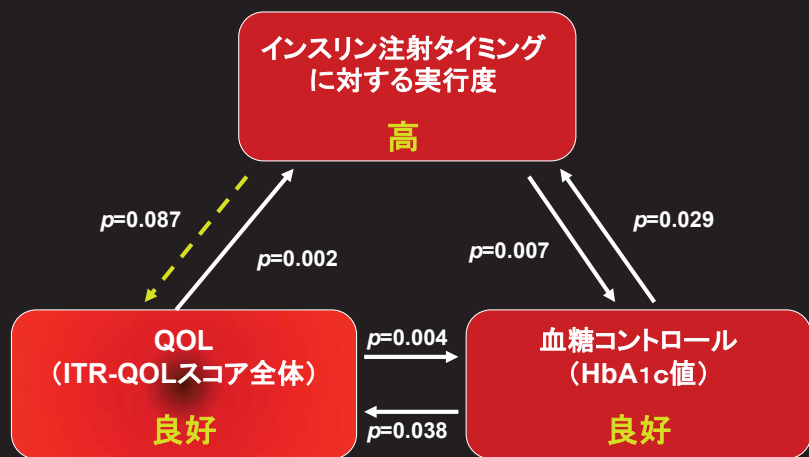 インスリン注射タイミング
に対する実行度
高
p=0.087
p=0.002
p=0.007
p=0.029
QOL
（ITR-QOLスコア全体）
良好
p=0.004
p=0.038
血糖コントロール
（HbA1c値）
良好